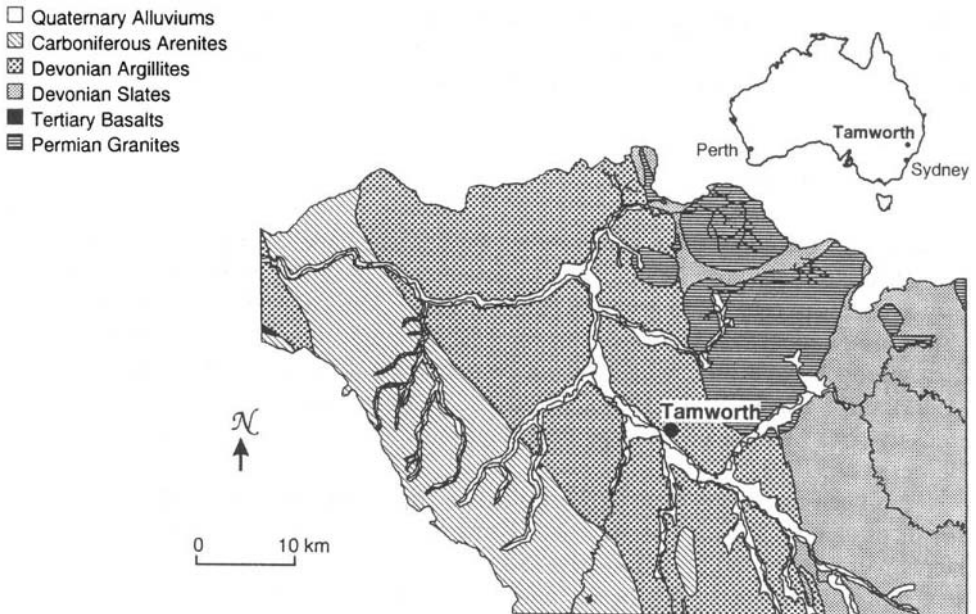 Quaternary Alluviums
Carboniferous Arenites
Devonian Argillites
Devonian Slates
Tertiary Basalts
Permian Granites
Perth
Tamworth
Sydney
Tamworth
N
0 10 km